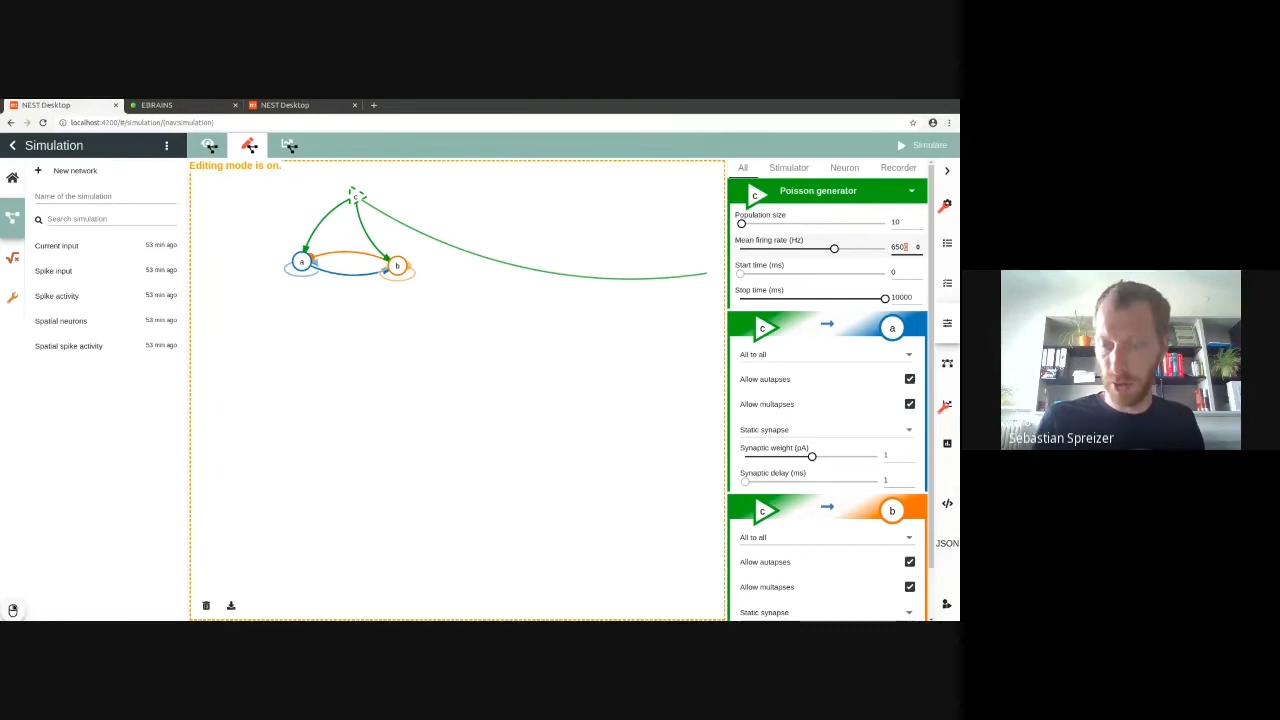 NEST Desktop
EBRAINS
NEST Desktop
localhost:4200/#/simulation/(nav:simulation)
Simulation
Simulate
Editing mode is on.
New network
Name of the simulation
Search simulation
Current input 53 min ago
Spike input 53 min ago
Spike activity 53 min ago
Spatial neurons 53 min ago
Spatial spike activity 53 min ago
c
a
b
All Stimulator Neuron Recorder
c Poisson generator
Population size
10
Mean firing rate (Hz)
650
Start time (ms)
0
Stop time (ms)
10000
c a
All to all
Allow autapses
Allow multapses
Static synapse
Synaptic weight (pA)
1
Synaptic delay (ms)
1
c b
All to all
Allow autapses
Allow multapses
Static synapse
JSON
Sebastian Spreizer